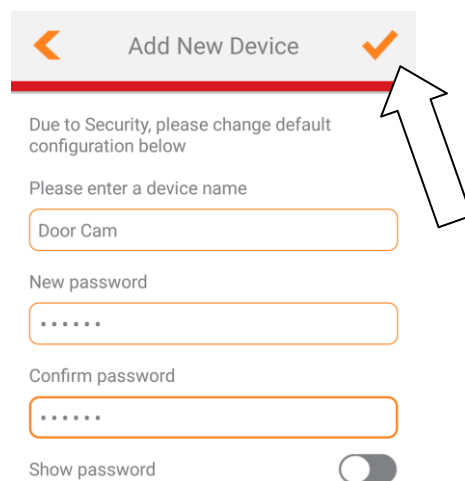 Add New Device
Due to Security, please change default
configuration below
Please enter a device name
Door Cam
New password
••••••
Confirm password
••••••
Show password